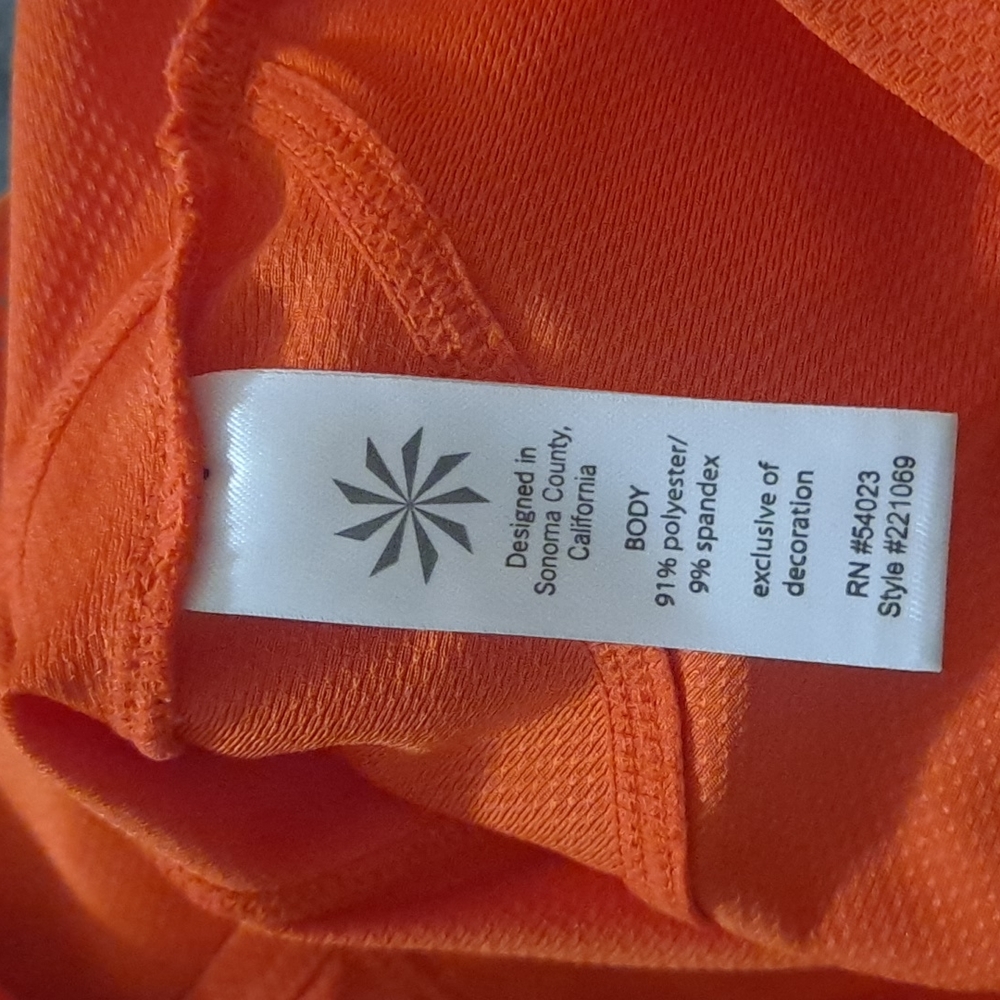 Designed in
Sonoma County,
California
BODY
91% polyester/
9% spandex
exclusive of
decoration
RN #54023
Style #221069